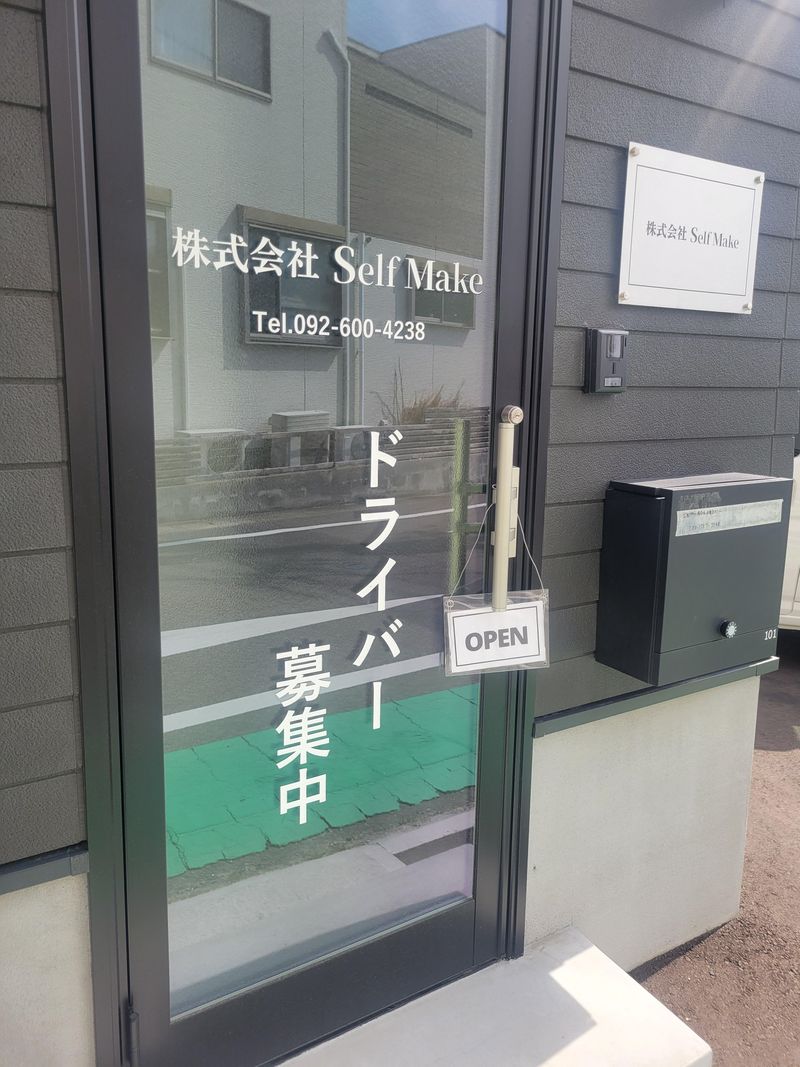 株式会社 Self Make
Tel.092-600-4238
ドライバー
募集中
OPEN
株式会社 Self Make
101